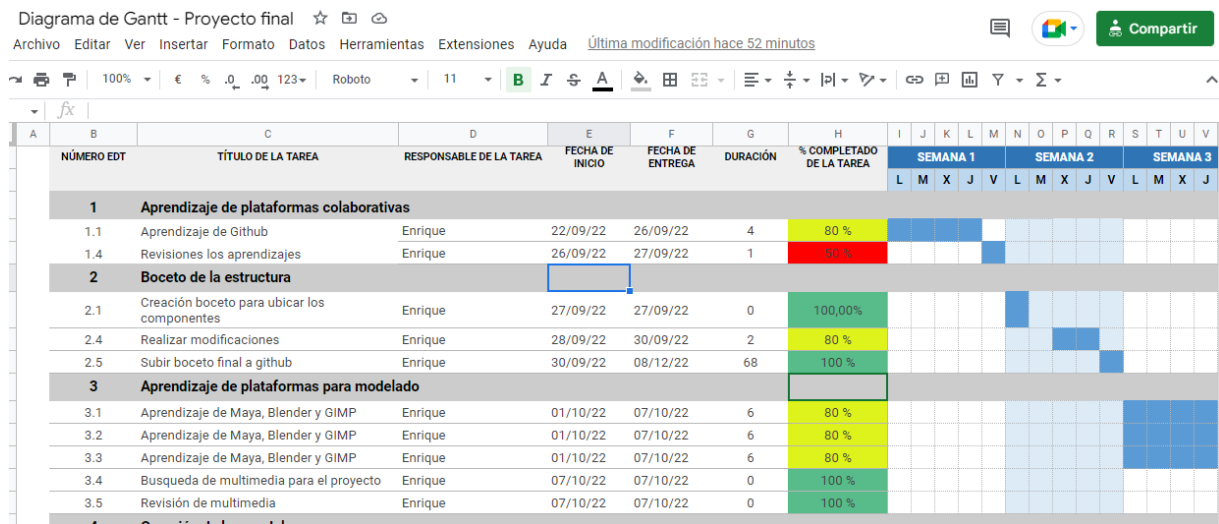 Diagrama de Gantt - Proyecto final
Archivo Editar Ver Insertar Formato Datos Herramientas Extensiones Ayuda Última modificación hace 52 minutos
Compartir
100% € % .0 .00 123 Roboto 11 B I S A
fx
A B C D E F G H I J K L M N O P Q R S T U V
NÚMERO EDT TÍTULO DE LA TAREA RESPONSABLE DE LA TAREA FECHA DE INICIO FECHA DE ENTREGA DURACIÓN % COMPLETADO DE LA TAREA SEMANA 1 SEMANA 2 SEMANA 3
L M X J V L M X J V L M X J
1 Aprendizaje de plataformas colaborativas
1.1 Aprendizaje de Github Enrique 22/09/22 26/09/22 4 80 %
1.4 Revisiones los aprendizajes Enrique 26/09/22 27/09/22 1 50 %
2 Boceto de la estructura
2.1 Creación boceto para ubicar los componentes Enrique 27/09/22 27/09/22 0 100,00%
2.4 Realizar modificaciones Enrique 28/09/22 30/09/22 2 80 %
2.5 Subir boceto final a github Enrique 30/09/22 08/12/22 68 100 %
3 Aprendizaje de plataformas para modelado
3.1 Aprendizaje de Maya, Blender y GIMP Enrique 01/10/22 07/10/22 6 80 %
3.2 Aprendizaje de Maya, Blender y GIMP Enrique 01/10/22 07/10/22 6 80 %
3.3 Aprendizaje de Maya, Blender y GIMP Enrique 01/10/22 07/10/22 6 80 %
3.4 Busqueda de multimedia para el proyecto Enrique 07/10/22 07/10/22 0 100 %
3.5 Revisión de multimedia Enrique 07/10/22 07/10/22 0 100 %